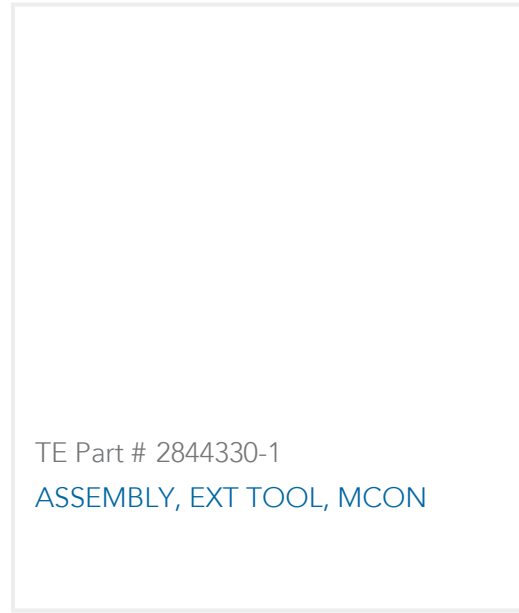 TE Part # 2844330-1
ASSEMBLY, EXT TOOL, MCON